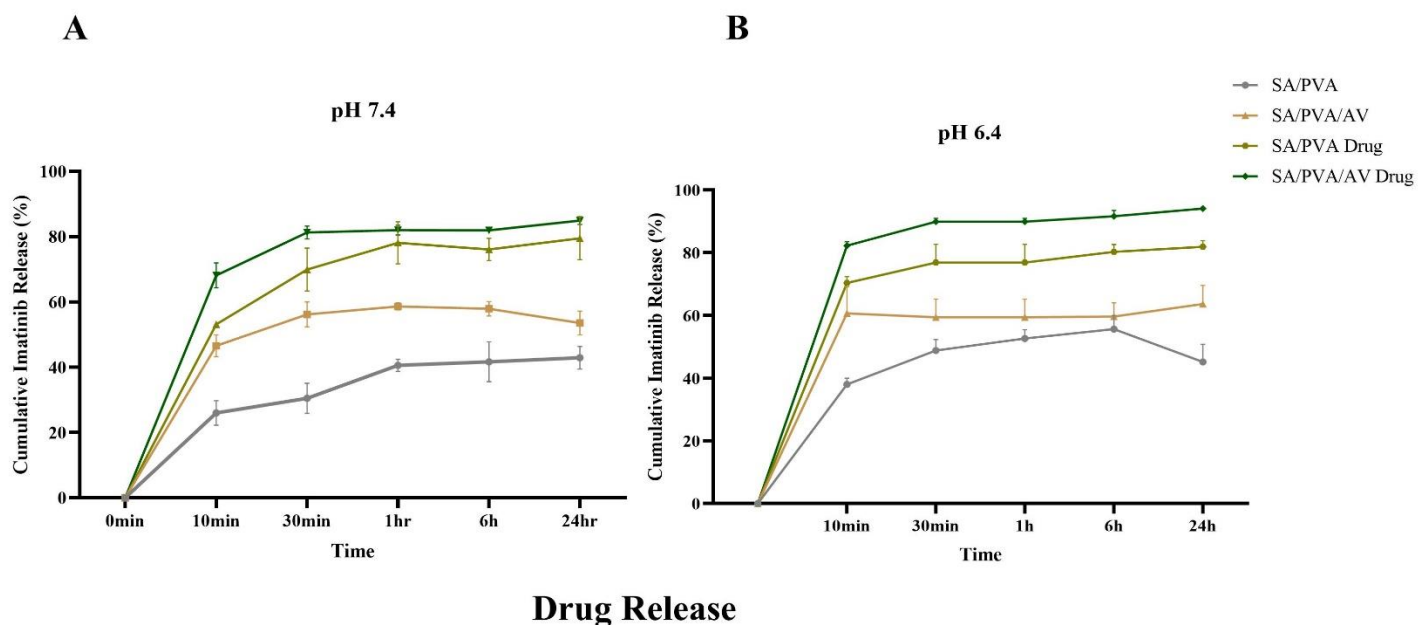 A
pH 7.4
Cumulative Imatinib Release (%)
100
80
60
40
20
0
0min 10min 30min 1hr 6h 24hr
Time
B
pH 6.4
Cumulative Imatinib Release (%)
100
80
60
40
20
0
10min 30min 1h 6h 24h
Time
SA/PVA
SA/PVA/AV
SA/PVA Drug
SA/PVA/AV Drug
Drug Release